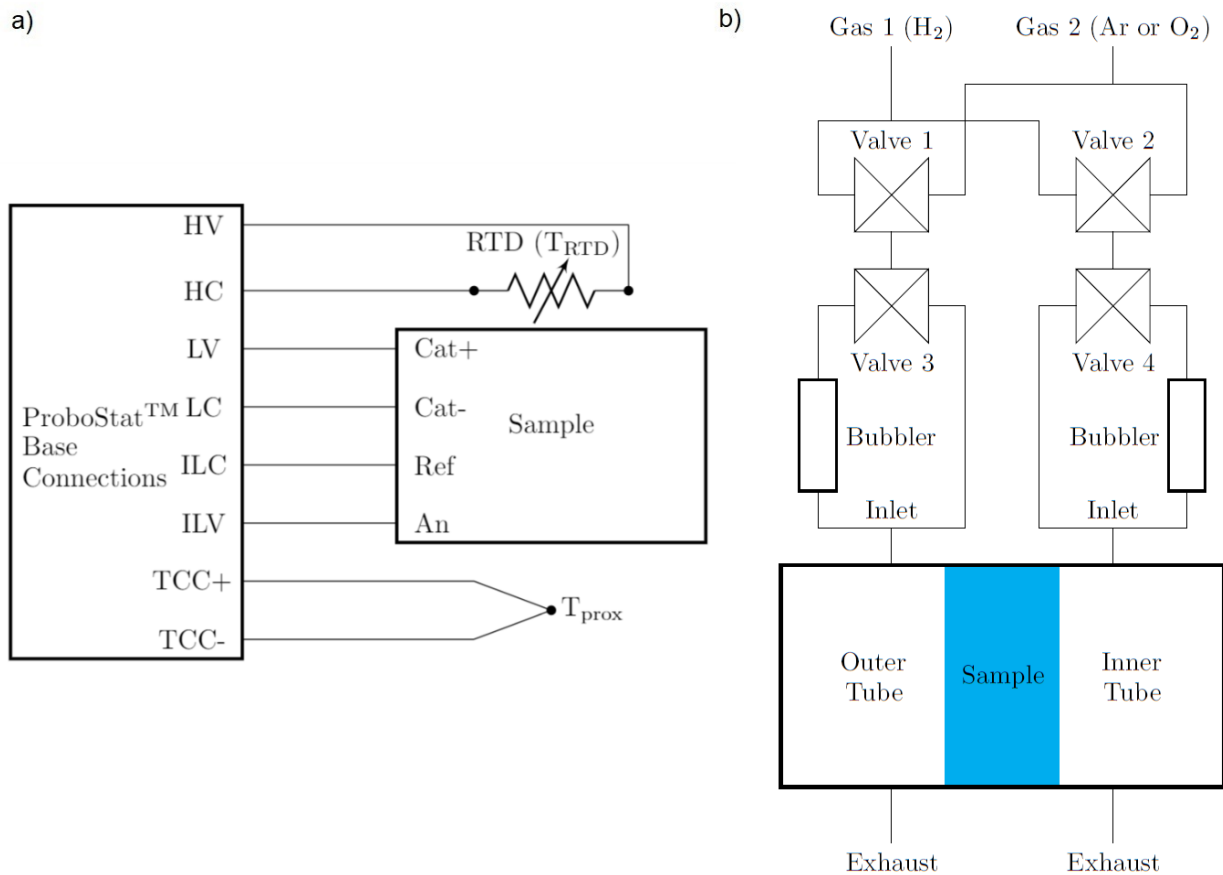 a)
HV
RTD (T_RTD)
HC
LV
Cat+
ProboStat™ LC
Base
Connections
Cat-
Sample
ILC
Ref
ILV
An
TCC+
T_prox
TCC-
b)
Gas 1 (H₂)
Gas 2 (Ar or O₂)
Valve 1
Valve 2
Valve 3
Valve 4
Bubbler
Bubbler
Inlet
Inlet
Outer
Tube
Sample
Inner
Tube
Exhaust
Exhaust